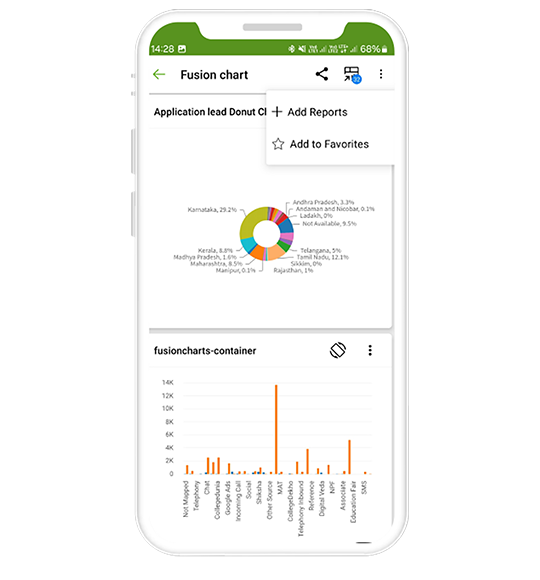 14:28 68%
Fusion chart
32
Application lead Donut C
Add Reports
Add to Favorites
Karnataka, 29.2%
Andhra Pradesh, 3.3%
Andaman and Nicobar, 0.1%
Ladakh, 0%
Not Available, 9.5%
Kerala, 8.8%
Telangana, 5%
Madhya Pradesh, 1.6%
Tamil Nadu, 12.1%
Maharashtra, 8.5%
Sikkim, 0%
Manipur, 0.1%
Rajasthan, 1%
fusioncharts-container
14K
12K
10K
8K
6K
4K
2K
0
Not Mapped
Telephony
Chat
Collegedunia
Google Ads
Incoming Call
Social
Shiksha
Other Source
MAT
CollegeDekho
Telephony Inbound
Reference
Digital Veda
NPF
Associate
Education Fair
SMS